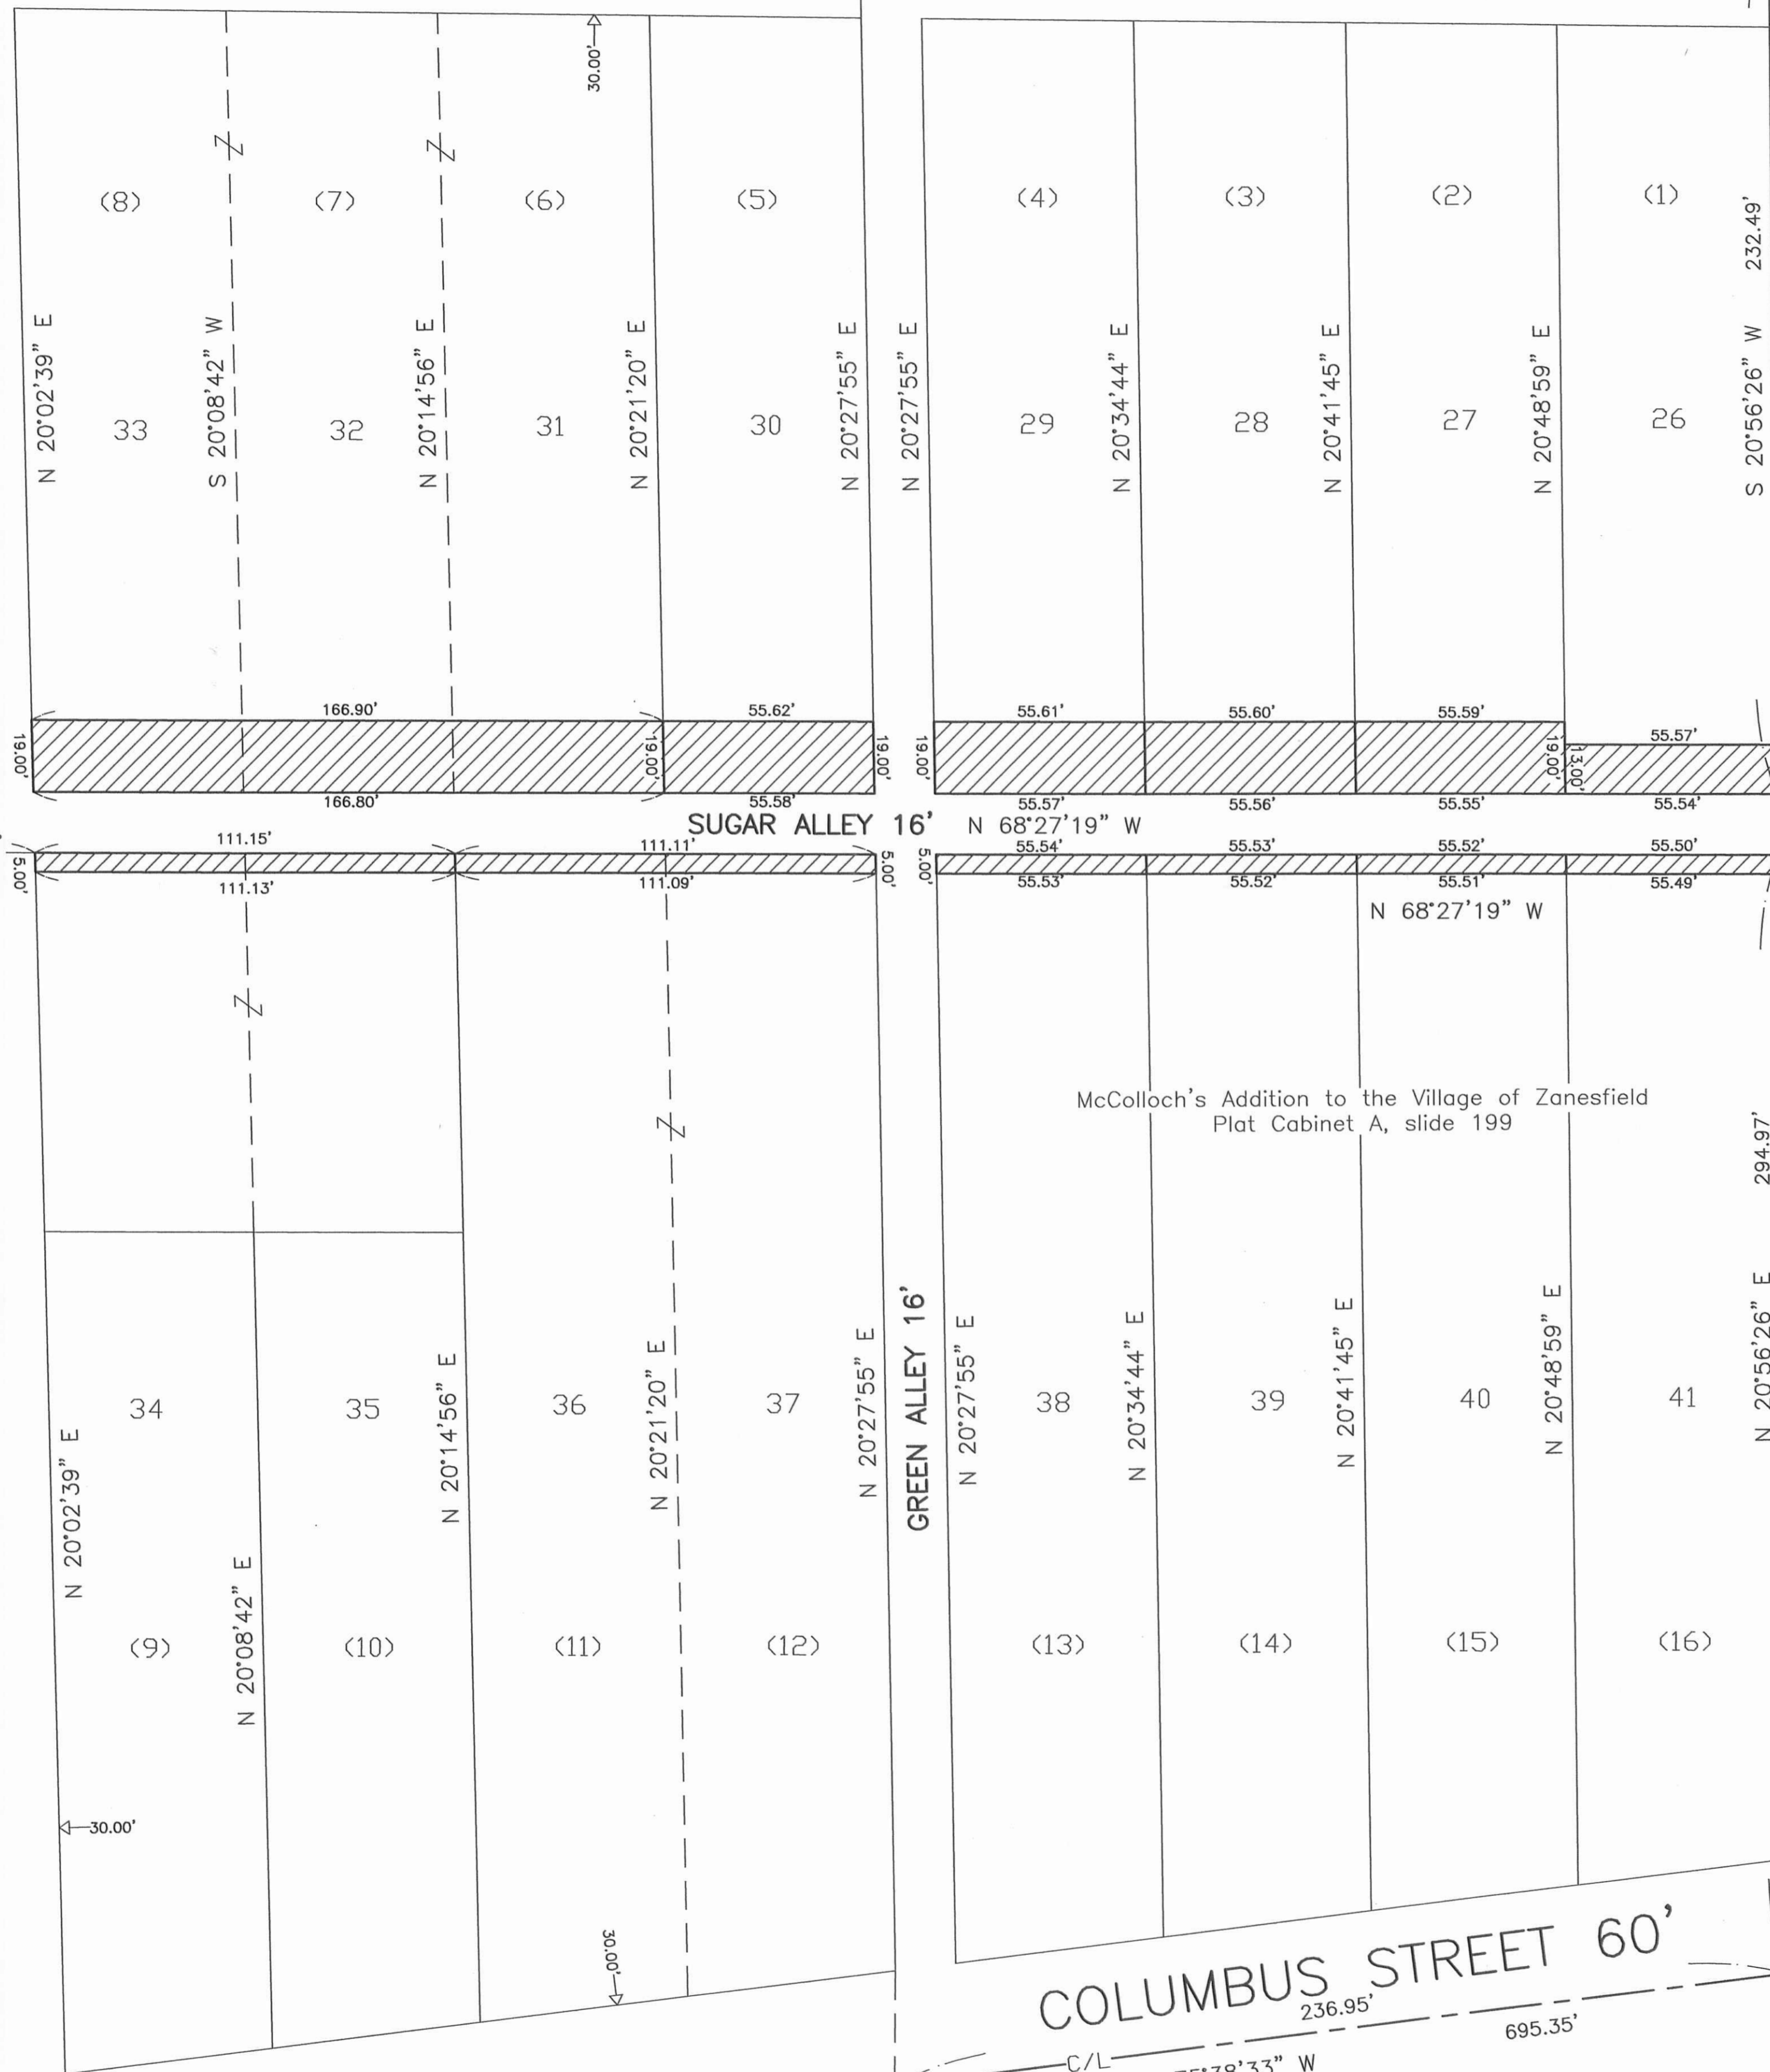 30.00'
(8)
(7)
(6)
(5)
(4)
(3)
(2)
(1)
N 20°02'39" E
S 20°08'42" W
N 20°14'56" E
N 20°21'20" E
N 20°27'55" E
N 20°27'55" E
N 20°34'44" E
N 20°41'45" E
N 20°48'59" E
S 20°56'26" W 232.49'
33
32
31
30
29
28
27
26
166.90'
55.62'
55.61'
55.60'
55.59'
55.57'
19.00'
19.00'
19.00'
19.00'
19.00'
13.00'
166.80'
55.58'
55.57'
55.56'
55.55'
55.54'
SUGAR ALLEY 16' N 68°27'19" W
111.15'
111.11'
55.54'
55.53'
55.52'
55.50'
5.00'
5.00'
5.00'
111.13'
111.09'
55.53'
55.52'
55.51'
55.49'
N 68°27'19" W
McColloch's Addition to the Village of Zanesfield
Plat Cabinet A, slide 199
N 20°56'26" E 294.97'
GREEN ALLEY 16'
34
35
36
37
38
39
40
41
N 20°02'39" E
N 20°08'42" E
N 20°14'56" E
N 20°21'20" E
N 20°27'55" E
N 20°27'55" E
N 20°34'44" E
N 20°41'45" E
N 20°48'59" E
(9)
(10)
(11)
(12)
(13)
(14)
(15)
(16)
30.00'
30.00'
COLUMBUS STREET 60'
236.95'
695.35'
C/L
38'33" W